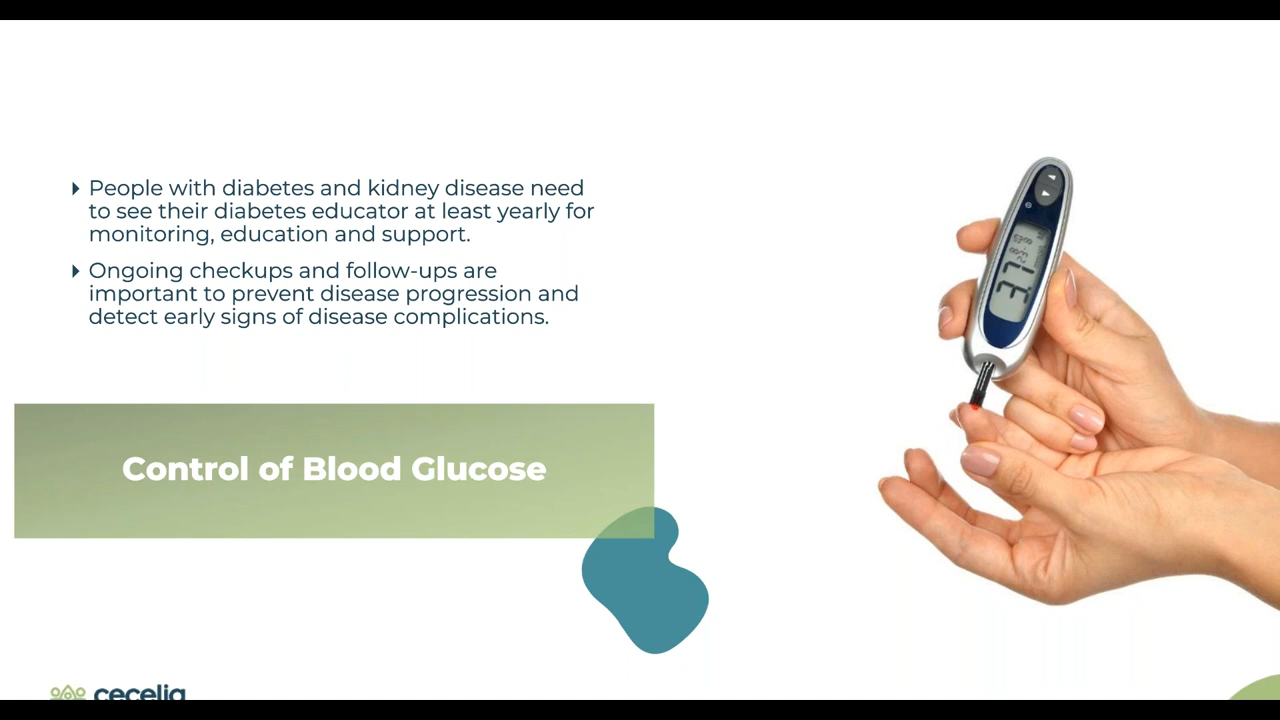 People with diabetes and kidney disease need
to see their diabetes educator at least yearly for
monitoring, education and support.
Ongoing checkups and follow-ups are
important to prevent disease progression and
detect early signs of disease complications.
Control of Blood Glucose
cecelia